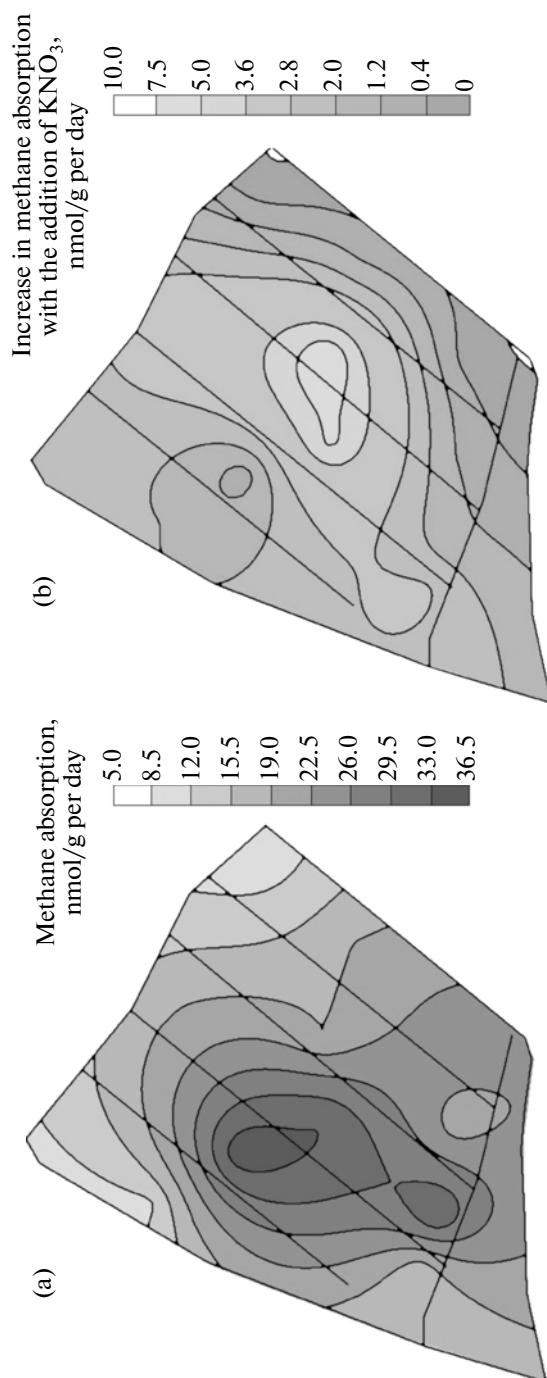 (a)
Methane absorption,
nmol/g per day
5.0
8.5
12.0
15.5
19.0
22.5
26.0
29.5
33.0
36.5
(b)
Increase in methane absorption
with the addition of KNO₃,
nmol/g per day
10.0
7.5
5.0
3.6
2.8
2.0
1.2
0.4
0